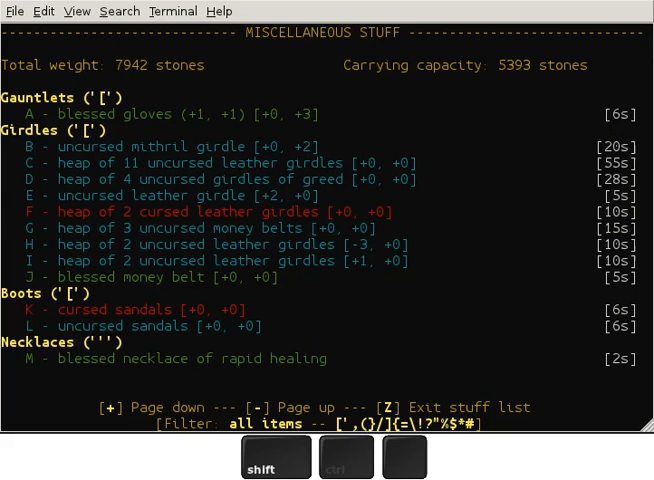 File Edit View Search Terminal Help
---------------------------- MISCELLANEOUS STUFF ----------------------------
Total weight: 7942 stones Carrying capacity: 5393 stones
Gauntlets ('[')
A - blessed gloves (+1, +1) [+0, +3] [6s]
Girdles ('[')
B - uncursed mithril girdle [+0, +2] [20s]
C - heap of 11 uncursed leather girdles [+0, +0] [55s]
D - heap of 4 uncursed girdles of greed [+0, +0] [28s]
E - uncursed leather girdle [+2, +0] [5s]
F - heap of 2 cursed leather girdles [+0, +0] [10s]
G - heap of 3 uncursed money belts [+0, +0] [15s]
H - heap of 2 uncursed leather girdles [-3, +0] [10s]
I - heap of 2 uncursed leather girdles [+1, +0] [10s]
J - blessed money belt [+0, +0] [5s]
Boots ('[')
K - cursed sandals [+0, +0] [6s]
L - uncursed sandals [+0, +0] [6s]
Necklaces (''')
M - blessed necklace of rapid healing [2s]
[+] Page down --- [-] Page up --- [Z] Exit stuff list
[Filter: all items -- [',(}/]{=\!?"%$*#]
shift ctrl